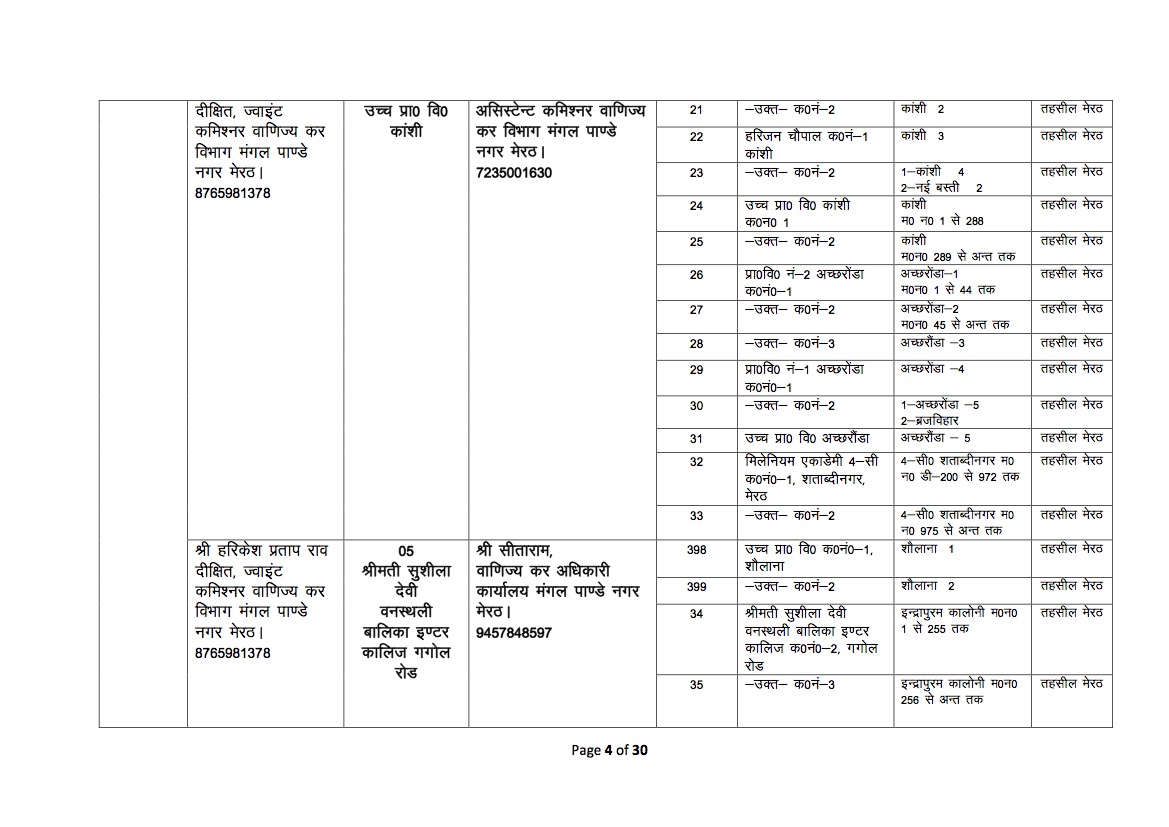 दीक्षित, ज्वाइंट
कमिश्नर वाणिज्य कर
विभाग मंगल पाण्डे
नगर मेरठ।
8765981378
उच्च प्रा0 वि0
कांशी
असिस्टेन्ट कमिश्नर वाणिज्य
कर विभाग मंगल पाण्डे
नगर मेरठ।
7235001630
21 –उक्त– क0नं–2 कांशी 2 तहसील मेरठ
22 हरिजन चौपाल क0नं–1 कांशी 3 तहसील मेरठ
कांशी
23 –उक्त– क0नं–2 1–कांशी 4 तहसील मेरठ
2–नई बस्ती 2
24 उच्च प्रा0 वि0 कांशी कांशी तहसील मेरठ
क0न0 1 म0 न0 1 से 288
25 –उक्त– क0नं–2 कांशी तहसील मेरठ
म0न0 289 से अन्त तक
26 प्रा0वि0 नं–2 अच्छरोंडा अच्छरोंडा–1 तहसील मेरठ
क0नं0–1 म0न0 1 से 44 तक
27 –उक्त– क0नं–2 अच्छरोंडा–2 तहसील मेरठ
म0न0 45 से अन्त तक
28 –उक्त– क0नं–3 अच्छरौंडा –3 तहसील मेरठ
29 प्रा0वि0 नं–1 अच्छरोंडा अच्छरोंडा –4 तहसील मेरठ
क0नं0–1
30 –उक्त– क0नं–2 1–अच्छरोंडा –5 तहसील मेरठ
2–ब्रजविहार
31 उच्च प्रा0 वि0 अच्छरौंडा अच्छरौंडा – 5 तहसील मेरठ
32 मिलेनियम एकाडेमी 4–सी 4–सी0 शताब्दीनगर म0 तहसील मेरठ
क0नं0–1, शताब्दीनगर, न0 डी–200 से 972 तक
मेरठ
33 –उक्त– क0नं–2 4–सी0 शताब्दीनगर म0 तहसील मेरठ
न0 975 से अन्त तक
श्री हरिकेश प्रताप राव
दीक्षित, ज्वाइंट
कमिश्नर वाणिज्य कर
विभाग मंगल पाण्डे
नगर मेरठ।
8765981378
05
श्रीमती सुशीला
देवी
वनस्थली
बालिका इण्टर
कालिज गगोल
रोड
श्री सीताराम,
वाणिज्य कर अधिकारी
कार्यालय मंगल पाण्डे नगर
मेरठ।
9457848597
398 उच्च प्रा0 वि0 क0नं0–1, शौलाना 1 तहसील मेरठ
शौलाना
399 –उक्त– क0नं–2 शौलाना 2 तहसील मेरठ
34 श्रीमती सुशीला देवी इन्द्रापुरम कालोनी म0न0 तहसील मेरठ
वनस्थली बालिका इण्टर 1 से 255 तक
कालिज क0नं0–2, गगोल
रोड
35 –उक्त– क0नं–3 इन्द्रापुरम कालोनी म0न0 तहसील मेरठ
256 से अन्त तक
Page 4 of 30